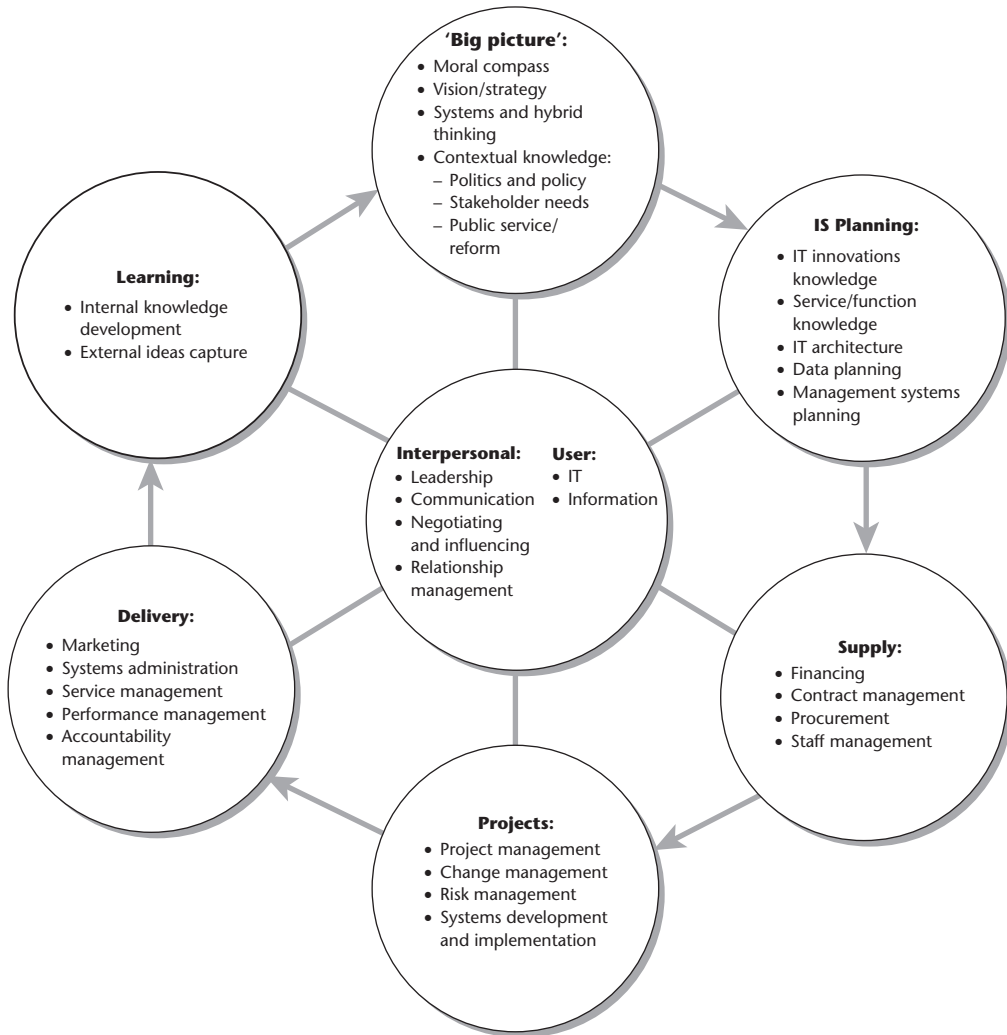 'Big picture':
• Moral compass
• Vision/strategy
• Systems and hybrid
thinking
• Contextual knowledge:
– Politics and policy
– Stakeholder needs
– Public service/
reform
IS Planning:
• IT innovations
knowledge
• Service/function
knowledge
• IT architecture
• Data planning
• Management systems
planning
Learning:
• Internal knowledge
development
• External ideas capture
Interpersonal:
• Leadership
• Communication
• Negotiating
and influencing
• Relationship
management
User:
• IT
• Information
Delivery:
• Marketing
• Systems administration
• Service management
• Performance management
• Accountability
management
Supply:
• Financing
• Contract management
• Procurement
• Staff management
Projects:
• Project management
• Change management
• Risk management
• Systems development
and implementation